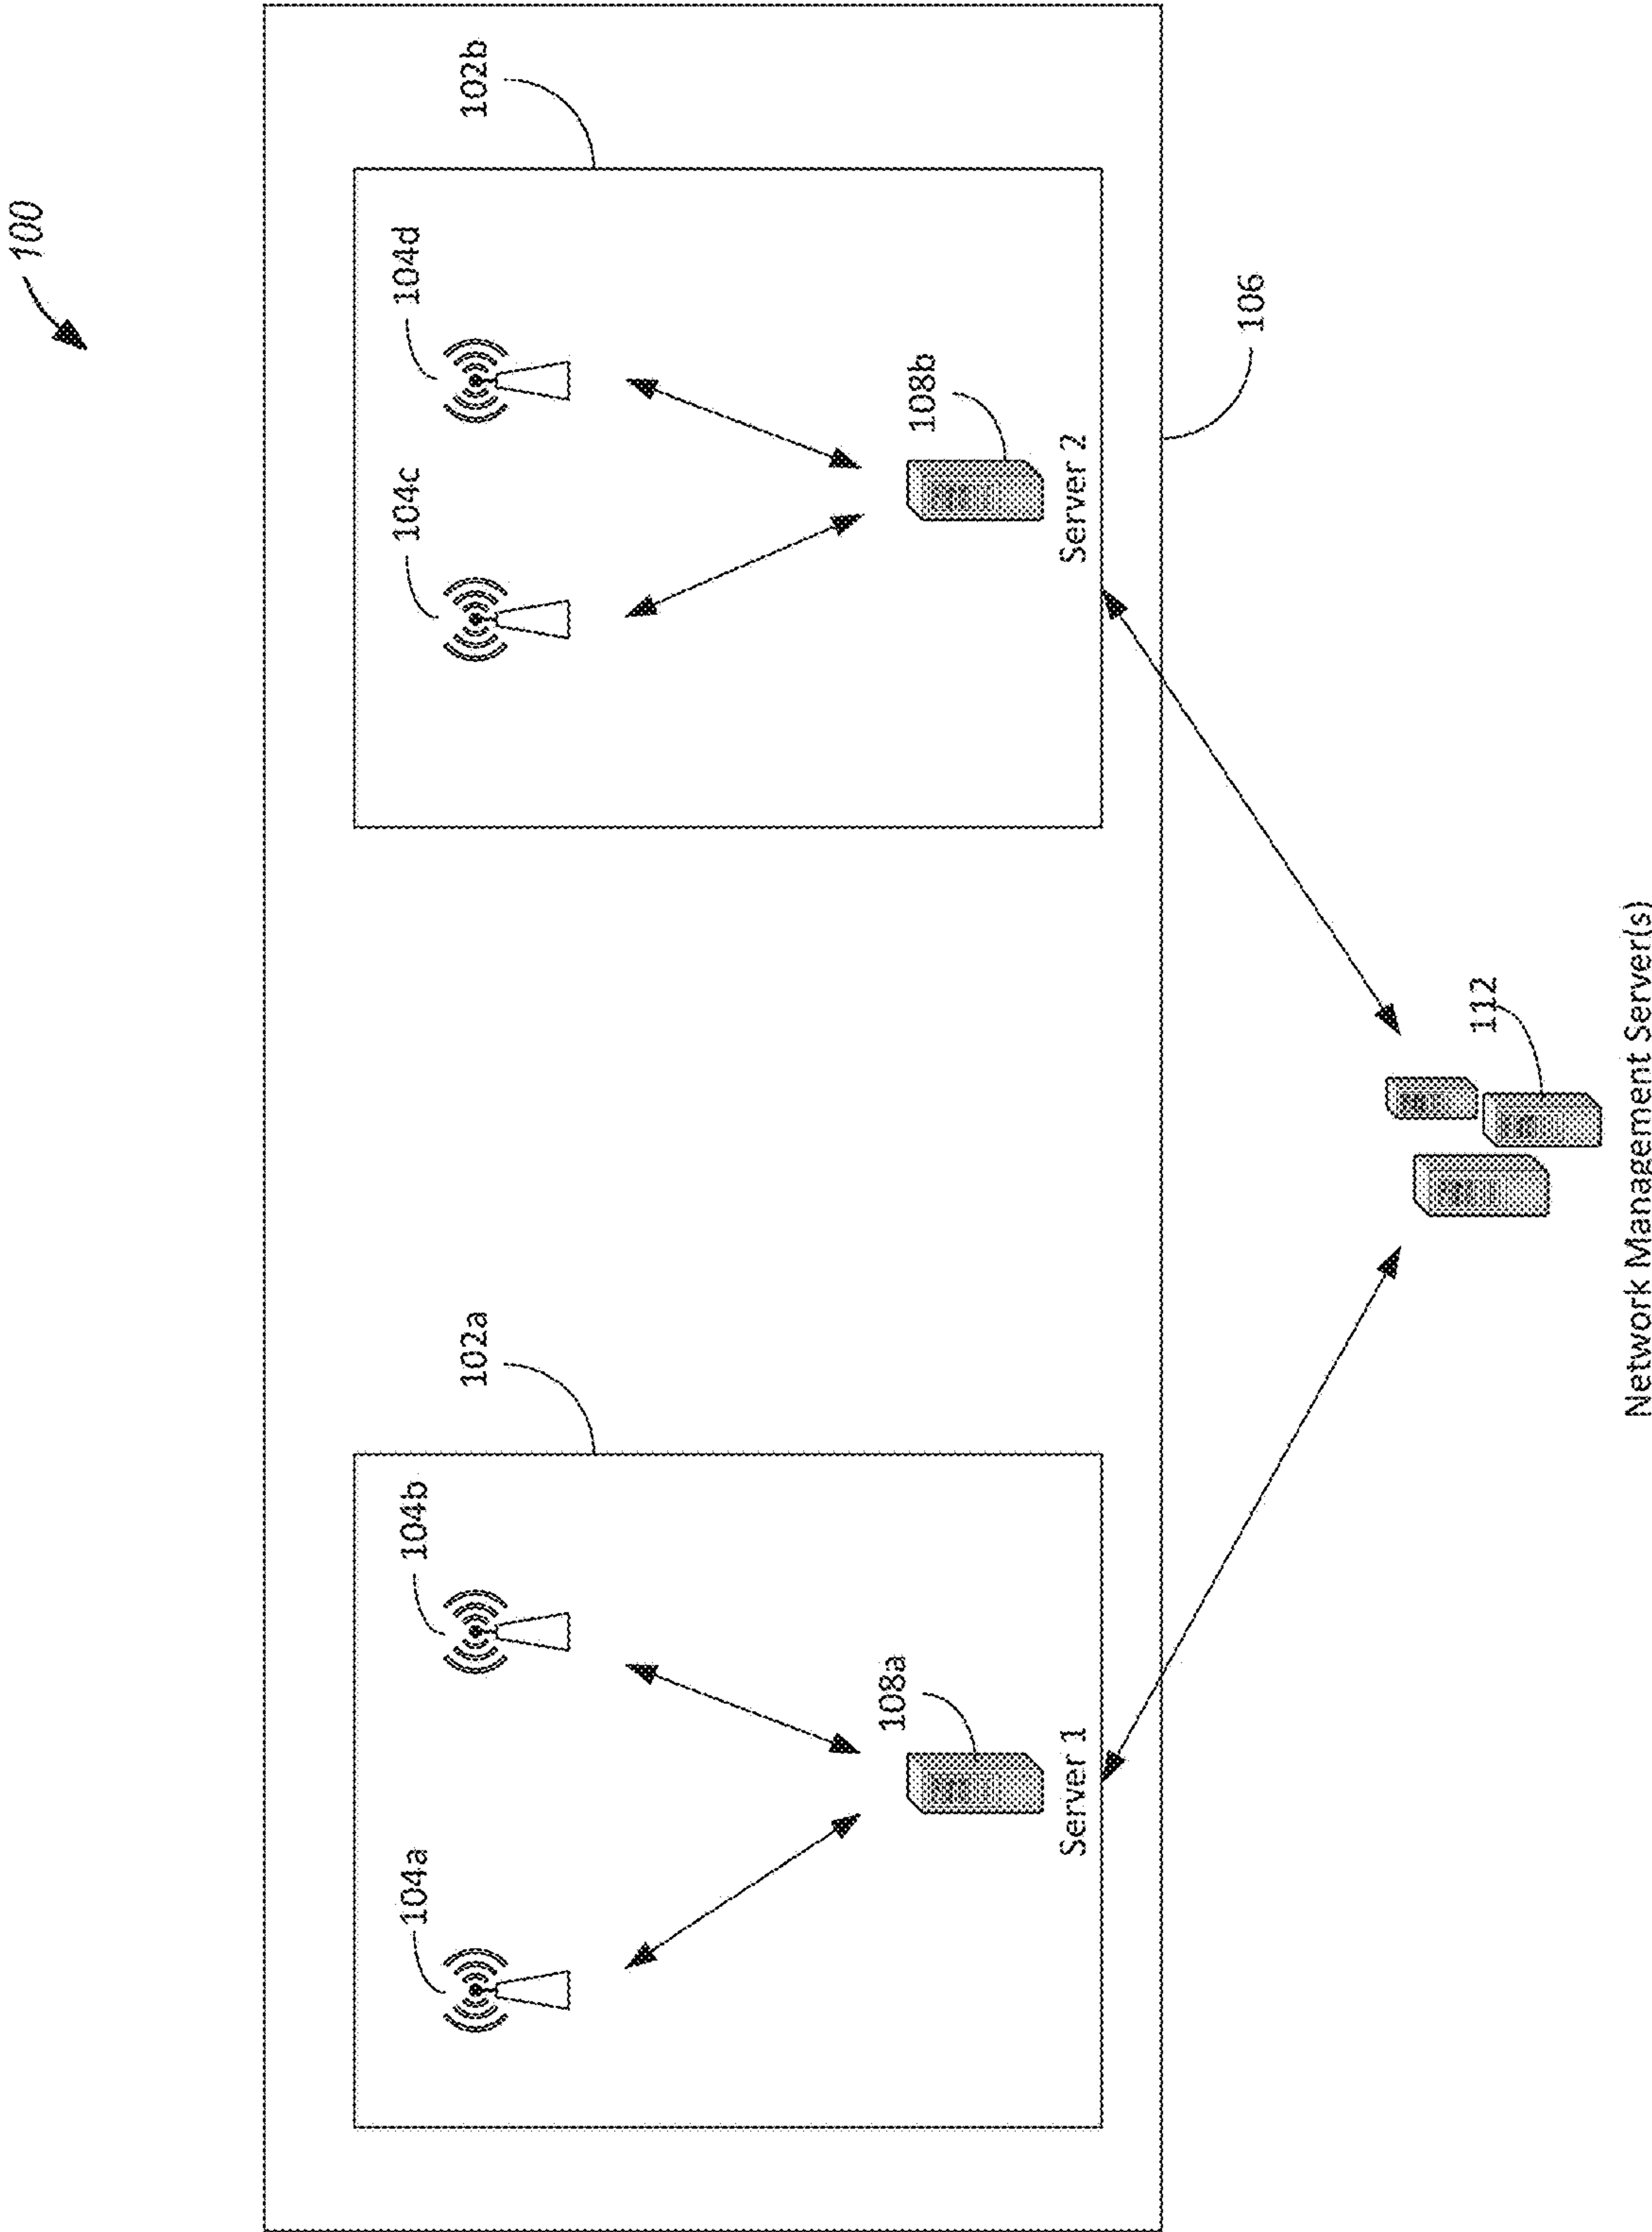 100
102a
102b
104a
104b
104c
104d
108a
108b
Server 1
Server 2
106
112
Network Management Server(s)